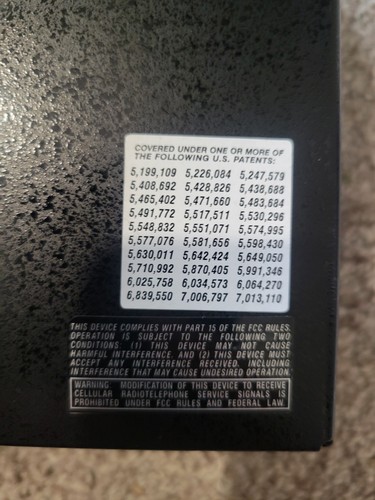 COVERED UNDER ONE OR MORE OF
THE FOLLOWING U.S. PATENTS:
5,199,109 5,226,084 5,247,579
5,408,692 5,428,826 5,438,688
5,465,402 5,471,660 5,483,684
5,491,772 5,517,511 5,530,296
5,548,832 5,551,071 5,574,995
5,577,076 5,581,656 5,598,430
5,630,011 5,642,424 5,649,050
5,710,992 5,870,405 5,991,346
6,025,758 6,034,573 6,064,270
6,839,550 7,006,797 7,013,110
THIS DEVICE COMPLIES WITH PART 15 OF THE FCC RULES.
OPERATION IS SUBJECT TO THE FOLLOWING TWO
CONDITIONS: (1) THIS DEVICE MAY NOT CAUSE
HARMFUL INTERFERENCE, AND (2) THIS DEVICE MUST
ACCEPT ANY INTERFERENCE RECEIVED, INCLUDING
INTERFERENCE THAT MAY CAUSE UNDESIRED OPERATION
WARNING: MODIFICATION OF THIS DEVICE TO RECEIVE
CELLULAR RADIOTELEPHONE SERVICE SIGNALS IS
PROHIBITED UNDER FCC RULES AND FEDERAL LAW.